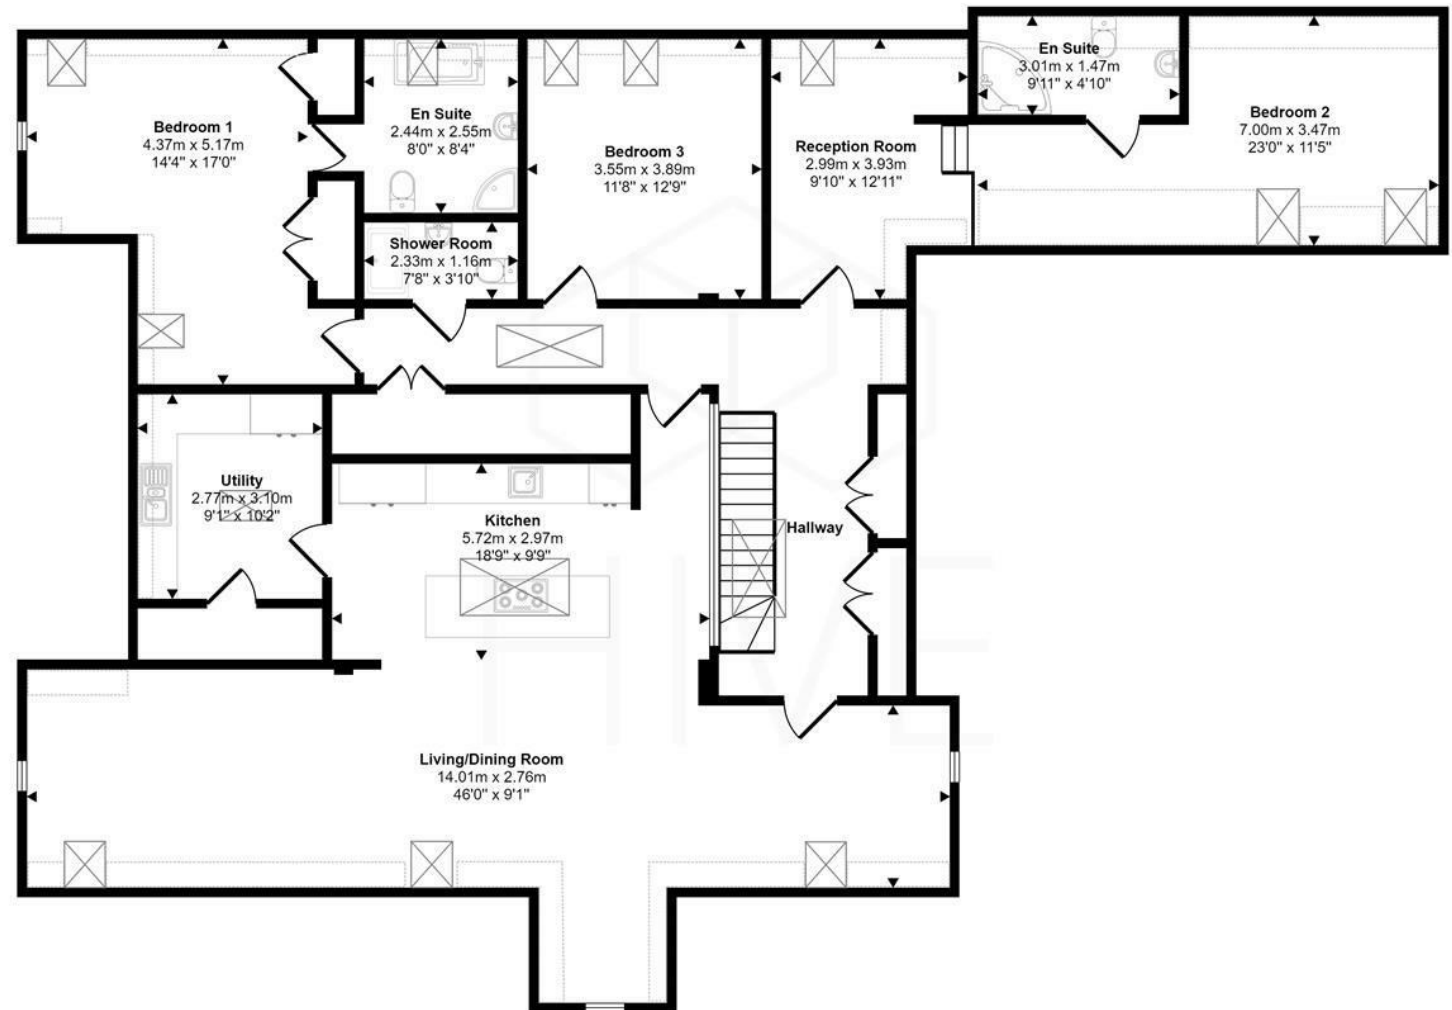 En Suite
3.01m x 1.47m
9'11" x 4'10"
Bedroom 2
7.00m x 3.47m
23'0" x 11'5"
Bedroom 1
4.37m x 5.17m
14'4" x 17'0"
En Suite
2.44m x 2.55m
8'0" x 8'4"
Bedroom 3
3.55m x 3.89m
11'8" x 12'9"
Reception Room
2.99m x 3.93m
9'10" x 12'11"
Shower Room
2.33m x 1.16m
7'8" x 3'10"
Utility
2.77m x 3.10m
9'1" x 10'2"
Kitchen
5.72m x 2.97m
18'9" x 9'9"
Hallway
HIVE
Living/Dining Room
14.01m x 2.76m
46'0" x 9'1"